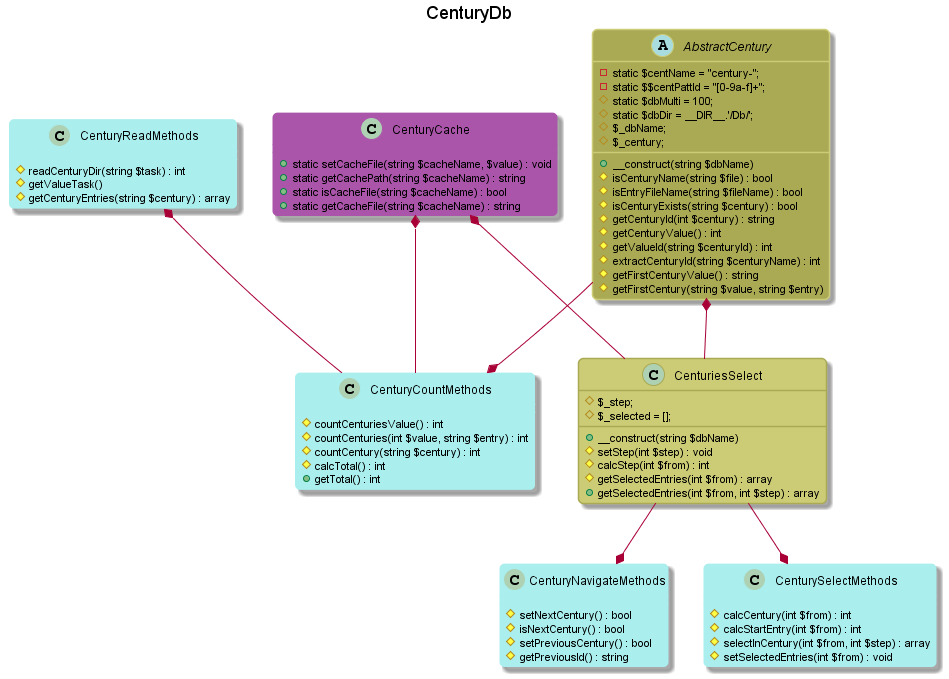 CenturyDb
A AbstractCentury
static $centName = "century-";
static $$centPattId = "[0-9a-f]+";
static $dbMulti = 100;
static $dbDir = __DIR__.'/Db/';
$_dbName;
$_century;
__construct(string $dbName)
isCenturyName(string $file) : bool
isEntryFileName(string $fileName) : bool
isCenturyExists(string $century) : bool
getCenturyId(int $century) : string
getCenturyValue() : int
getValueId(string $centuryId) : int
extractCenturyId(string $centuryName) : int
getFirstCenturyValue() : string
getFirstCentury(string $value, string $entry)
C CenturyReadMethods
readCenturyDir(string $task) : int
getValueTask()
getCenturyEntries(string $century) : array
C CenturyCache
static setCacheFile(string $cacheName, $value) : void
static getCachePath(string $cacheName) : string
static isCacheFile(string $cacheName) : bool
static getCacheFile(string $cacheName) : string
C CenturyCountMethods
countCenturiesValue() : int
countCenturies(int $value, string $entry) : int
countCentury(string $century) : int
calcTotal() : int
getTotal() : int
C CenturiesSelect
$_step;
$_selected = [];
__construct(string $dbName)
setStep(int $step) : void
calcStep(int $from) : int
getSelectedEntries(int $from) : array
getSelectedEntries(int $from, int $step) : array
C CenturyNavigateMethods
setNextCentury() : bool
isNextCentury() : bool
setPreviousCentury() : bool
getPreviousId() : string
C CenturySelectMethods
calcCentury(int $from) : int
calcStartEntry(int $from) : int
selectInCentury(int $from, int $step) : array
setSelectedEntries(int $from) : void